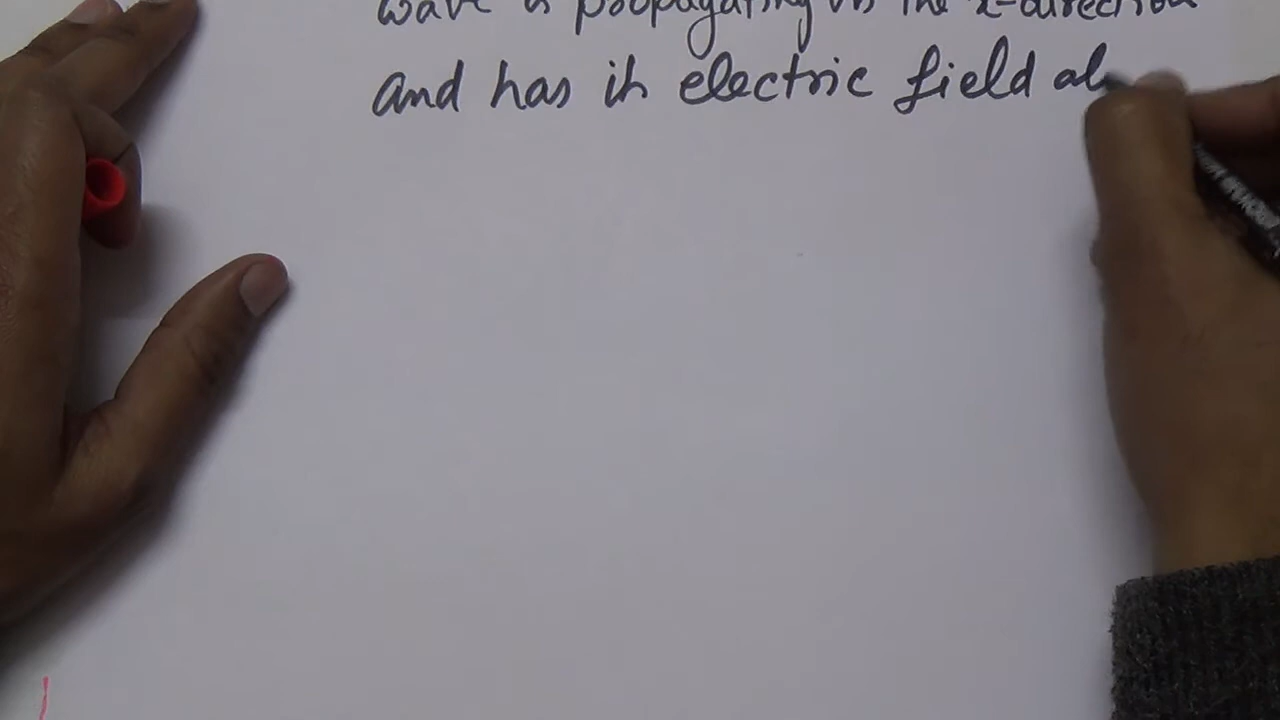 wave is propagating in the x-direction
and has its electric field al